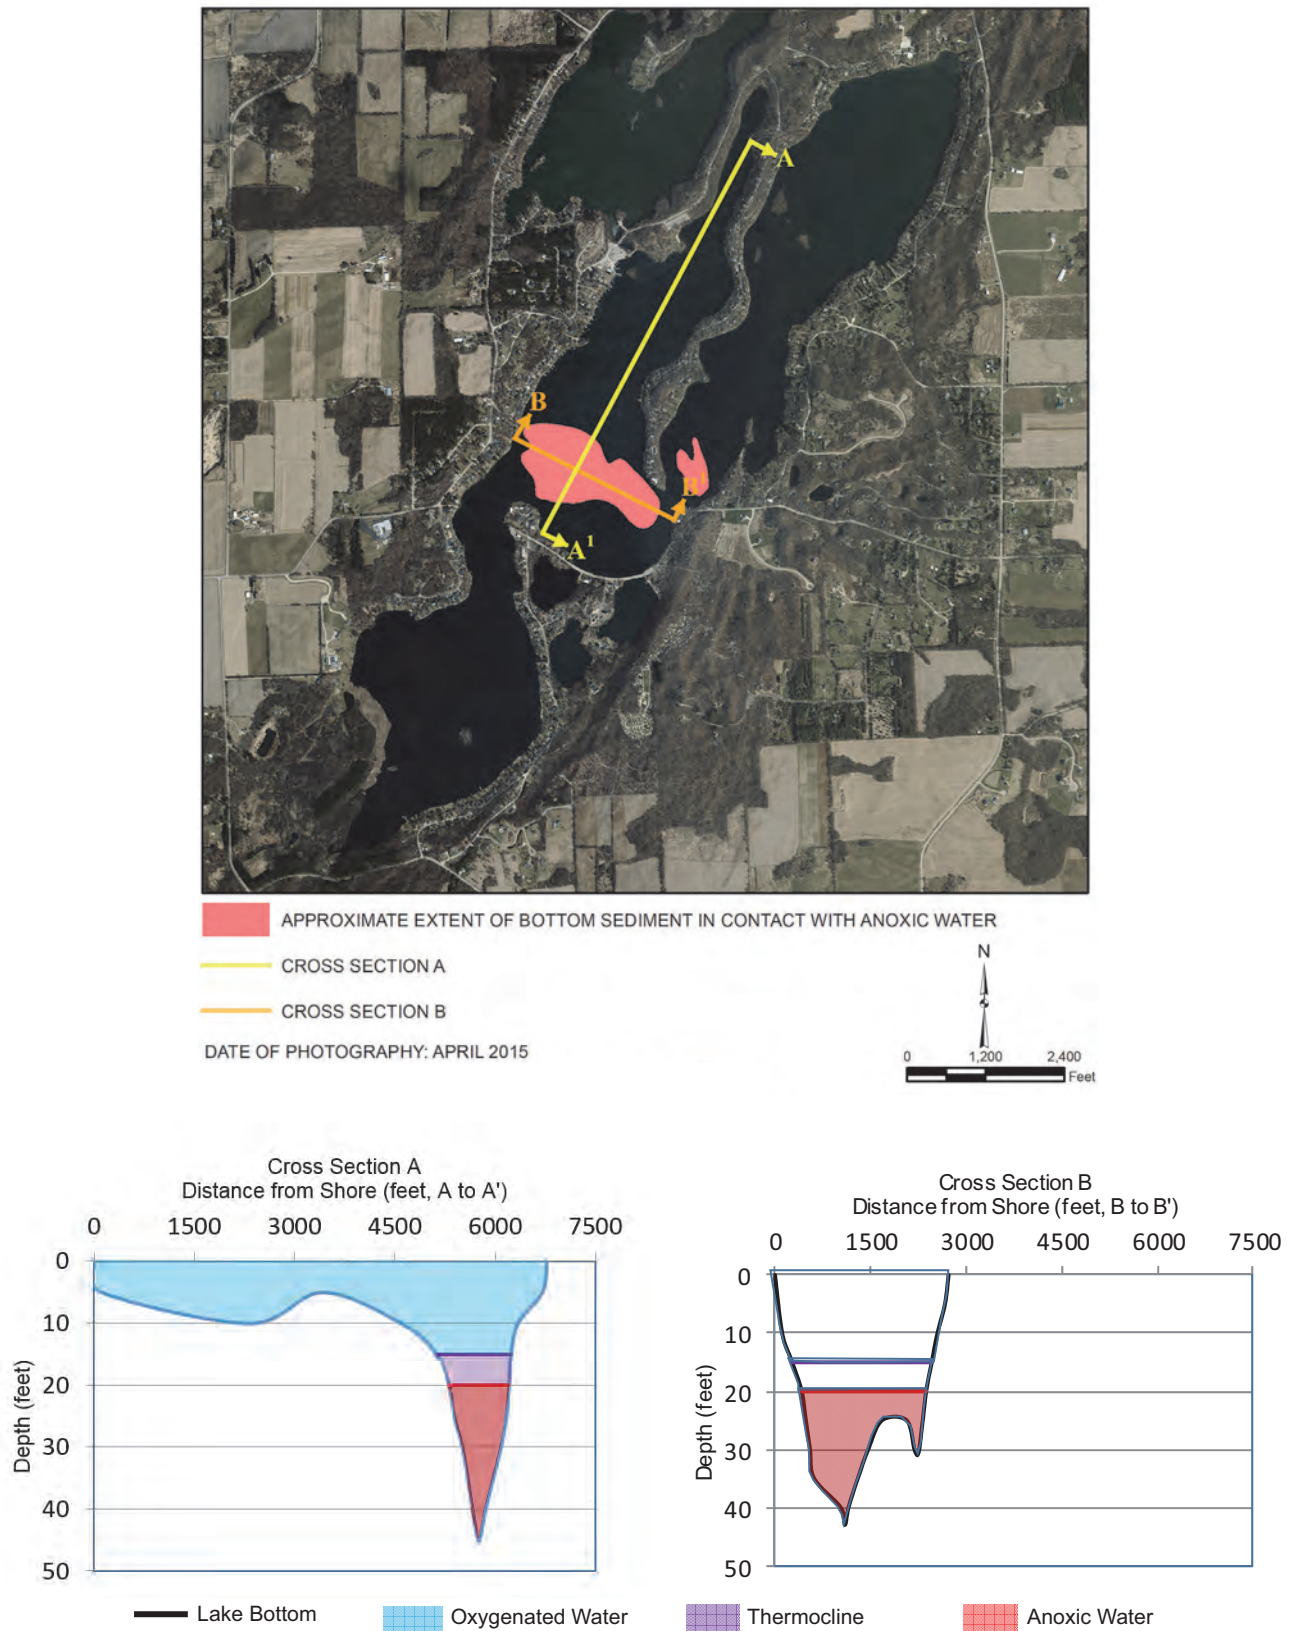 A
B
B¹
A¹
APPROXIMATE EXTENT OF BOTTOM SEDIMENT IN CONTACT WITH ANOXIC WATER
CROSS SECTION A
CROSS SECTION B
DATE OF PHOTOGRAPHY: APRIL 2015
N
0 1,200 2,400
Feet
Cross Section A
Distance from Shore (feet, A to A')
0 1500 3000 4500 6000 7500
0
10
20
30
40
50
Depth (feet)
Cross Section B
Distance from Shore (feet, B to B')
0 1500 3000 4500 6000 7500
0
10
20
30
40
50
Depth (feet)
Lake Bottom Oxygenated Water Thermocline Anoxic Water